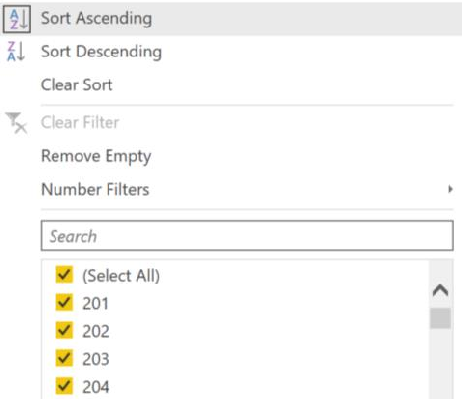 Sort Ascending
Sort Descending
Clear Sort
Clear Filter
Remove Empty
Number Filters
Search
(Select All)
201
202
203
204